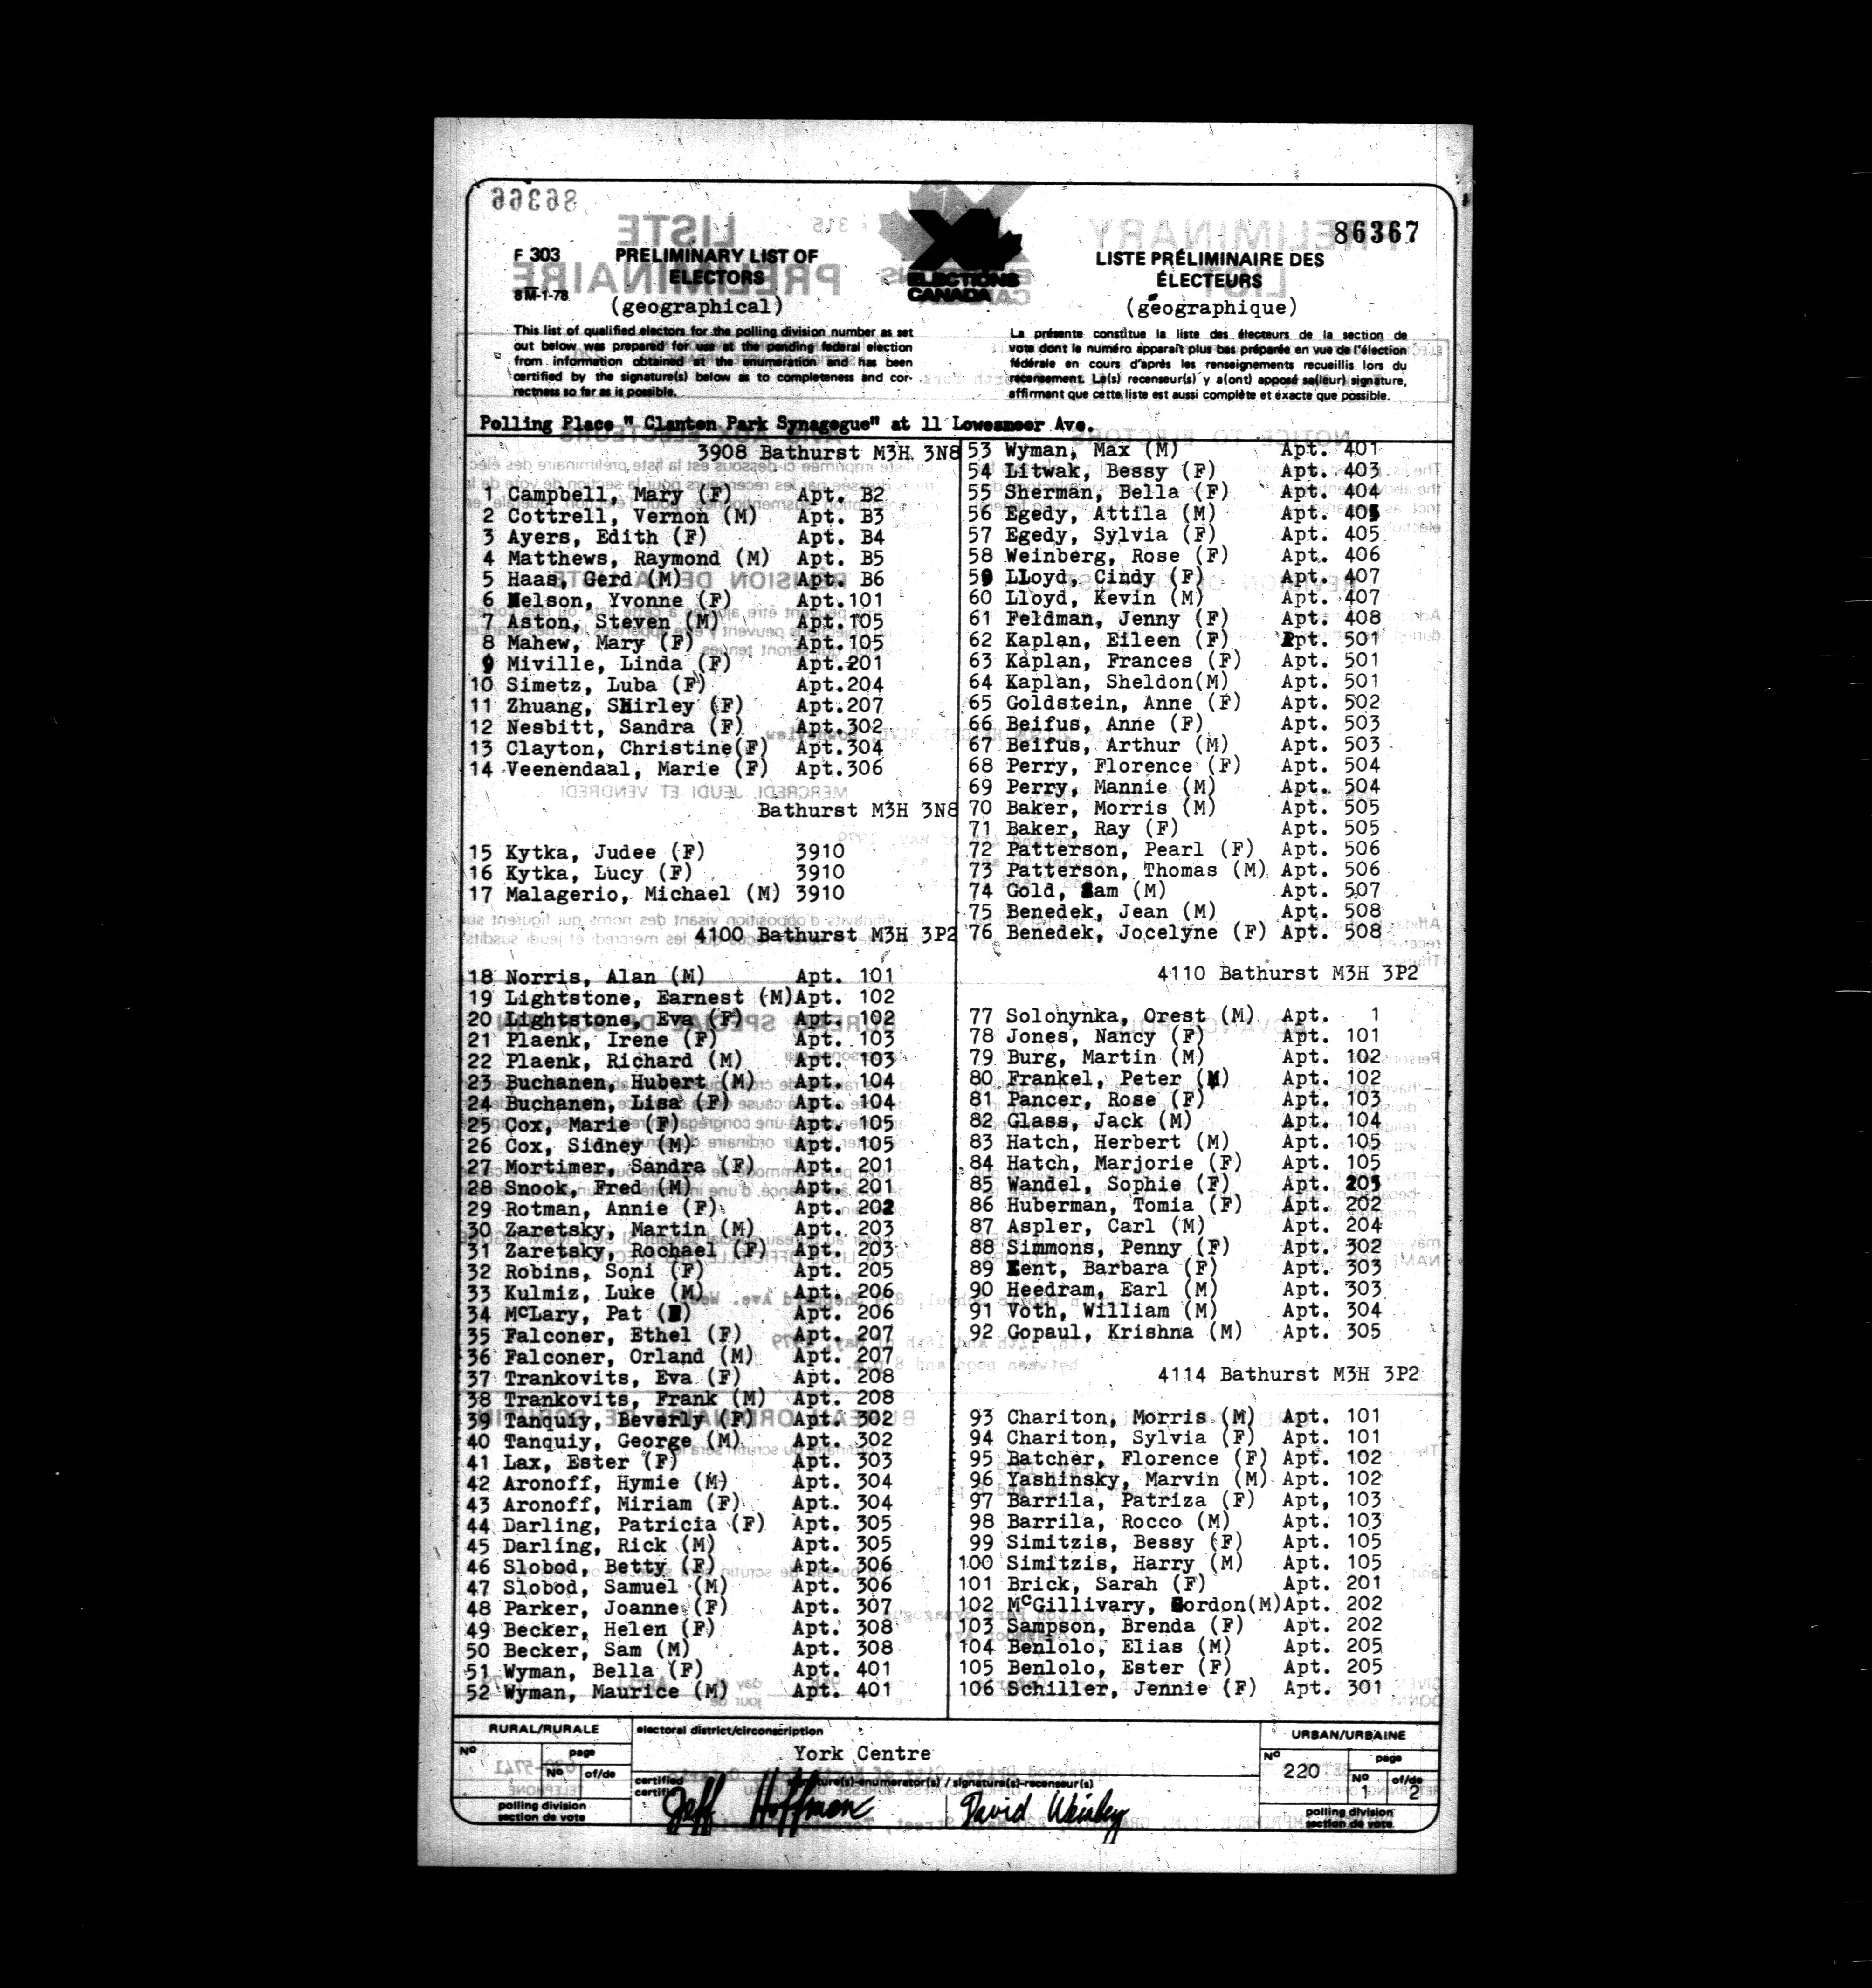 86367
F 303
PRELIMINARY LIST OF
ELECTORS
8M-1-78
(geographical)
ELECTIONS
CANADA
LISTE PRÉLIMINAIRE DES
ÉLECTEURS
(géographique)
This list of qualified electors for the polling division number as set
out below was prepared for use at the pending federal election
from information obtained at the enumeration and has been
certified by the signature(s) below as to completeness and cor-
rectness so far as is possible.
La présente constitue la liste des électeurs de la section de
vote dont le numéro apparaît plus bas préparée en vue de l'élection
fédérale en cours d'après les renseignements recueillis lors du
recensement. Le(s) recenseur(s) y a(ont) apposé sa(leur) signature,
affirmant que cette liste est aussi complète et exacte que possible.
Polling Place " Clanton Park Synagogue" at 11 Lowesmoor Ave.
3908 Bathurst M3H 3N8
1 Campbell, Mary (F) Apt. B2
2 Cottrell, Vernon (M) Apt. B3
3 Ayers, Edith (F) Apt. B4
4 Matthews, Raymond (M) Apt. B5
5 Haas, Gerd (M) Apt. B6
6 Nelson, Yvonne (F) Apt.101
7 Aston, Steven (M) Apt.105
8 Mahew, Mary (F) Apt.105
9 Miville, Linda (F) Apt.201
10 Simetz, Luba (F) Apt.204
11 Zhuang, Shirley (F) Apt.207
12 Nesbitt, Sandra (F) Apt.302
13 Clayton, Christine(F) Apt.304
14 Veenendaal, Marie (F) Apt.306
Bathurst M3H 3N8
15 Kytka, Judee (F) 3910
16 Kytka, Lucy (F) 3910
17 Malagerio, Michael (M) 3910
4100 Bathurst M3H 3P2
18 Norris, Alan (M) Apt. 101
19 Lightstone, Earnest (M)Apt. 102
20 Lightstone, Eva (F) Apt. 102
21 Plaenk, Irene (F) Apt. 103
22 Plaenk, Richard (M) Apt. 103
23 Buchanen, Hubert (M) Apt. 104
24 Buchanen, Lisa (F) Apt. 104
25 Cox, Marie (F) Apt. 105
26 Cox, Sidney (M) Apt. 105
27 Mortimer, Sandra (F) Apt. 201
28 Snook, Fred (M) Apt. 201
29 Rotman, Annie (F) Apt. 202
30 Zaretsky, Martin (M) Apt. 203
31 Zaretsky, Rochael (F) Apt. 203
32 Robins, Soni (F) Apt. 205
33 Kulmiz, Luke (M) Apt. 206
34 McLary, Pat Apt. 206
35 Falconer, Ethel (F) Apt. 207
36 Falconer, Orland (M) Apt. 207
37 Trankovits, Eva (F) Apt. 208
38 Trankovits, Frank (M) Apt. 208
39 Tanquiy, Beverly (F) Apt. 302
40 Tanquiy, George (M) Apt. 302
41 Lax, Ester (F) Apt. 303
42 Aronoff, Hymie (M) Apt. 304
43 Aronoff, Miriam (F) Apt. 304
44 Darling, Patricia (F) Apt. 305
45 Darling, Rick (M) Apt. 305
46 Slobod, Betty (F) Apt. 306
47 Slobod, Samuel (M) Apt. 306
48 Parker, Joanne (F) Apt. 307
49 Becker, Helen (F) Apt. 308
50 Becker, Sam (M) Apt. 308
51 Wyman, Bella (F) Apt. 401
52 Wyman, Maurice (M) Apt. 401
53 Wyman, Max (M) Apt. 401
54 Litwak, Bessy (F) Apt. 403
55 Sherman, Bella (F) Apt. 404
56 Egedy, Attila (M) Apt. 405
57 Egedy, Sylvia (F) Apt. 405
58 Weinberg, Rose (F) Apt. 406
59 LLoyd, Cindy (F) Apt. 407
60 Lloyd, Kevin (M) Apt. 407
61 Feldman, Jenny (F) Apt. 408
62 Kaplan, Eileen (F) Apt. 501
63 Kaplan, Frances (F) Apt. 501
64 Kaplan, Sheldon(M) Apt. 501
65 Goldstein, Anne (F) Apt. 502
66 Beifus, Anne (F) Apt. 503
67 Beifus, Arthur (M) Apt. 503
68 Perry, Florence (F) Apt. 504
69 Perry, Mannie (M) Apt. 504
70 Baker, Morris (M) Apt. 505
71 Baker, Ray (F) Apt. 505
72 Patterson, Pearl (F) Apt. 506
73 Patterson, Thomas (M) Apt. 506
74 Gold, Sam (M) Apt. 507
75 Benedek, Jean (M) Apt. 508
76 Benedek, Jocelyne (F) Apt. 508
4110 Bathurst M3H 3P2
77 Solohynka, Orest (M) Apt. 1
78 Jones, Nancy (F) Apt. 101
79 Burg, Martin (M) Apt. 102
80 Frankel, Peter (M) Apt. 102
81 Pancer, Rose (F) Apt. 103
82 Glass, Jack (M) Apt. 104
83 Hatch, Herbert (M) Apt. 105
84 Hatch, Marjorie (F) Apt. 105
85 Wandel, Sophie (F) Apt.
86 Huberman, Tomia (F) Apt. 202
87 Aspler, Carl (M) Apt. 204
88 Simmons, Penny (F) Apt. 302
89 Kent, Barbara (F) Apt. 303
90 Heedram, Earl (M) Apt. 303
91 Voth, William (M) Apt. 304
92 Gopaul, Krishna (M) Apt. 305
4114 Bathurst M3H 3P2
93 Chariton, Morris (M) Apt. 101
94 Chariton, Sylvia (F) Apt. 101
95 Batcher, Florence (F) Apt. 102
96 Yashinsky, Marvin (M) Apt. 102
97 Barrila, Patriza (F) Apt, 103
98 Barrila, Rocco (M) Apt. 103
99 Simitzis, Bessy (F) Apt. 105
100 Simitzis, Harry (M) Apt. 105
101 Brick, Sarah (F) Apt. 201
102 McGillivary, Gordon(M)Apt. 202
103 Sampson, Brenda (F) Apt. 202
104 Benlolo, Elias (M) Apt. 205
105 Benlolo, Ester (F) Apt. 205
106 Schiller, Jennie (F) Apt. 301
RURAL/RURALE
No
page
No of/de
polling division
section de vote
electoral district/circonscription
York Centre
certified
certifié
signature(s)-enumerator(s) / signature(s)-recenseur(s)
Jeff Hoffman
David
URBAN/URBAINE
No
220
page
No of/de
1 2
polling division
section de vote